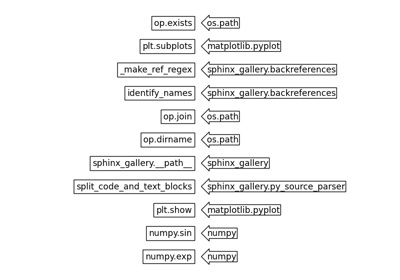 op.exists os.path
plt.subplots matplotlib.pyplot
_make_ref_regex sphinx_gallery.backreferences
identify_names sphinx_gallery.backreferences
op.join os.path
op.dirname os.path
sphinx_gallery.__path__ sphinx_gallery
split_code_and_text_blocks sphinx_gallery.py_source_parser
plt.show matplotlib.pyplot
numpy.sin numpy
numpy.exp numpy